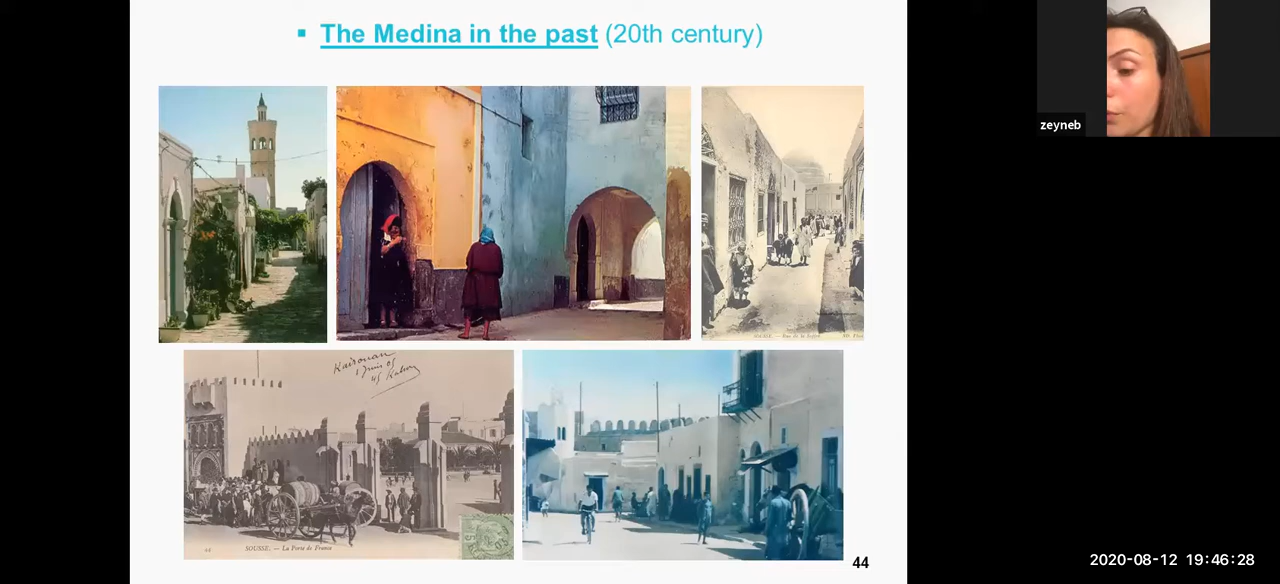 ▪ The Medina in the past (20th century)
zeyneb
Kairouan
SOUSSE. — La Porte de France
44
2020-08-12 19:46:28